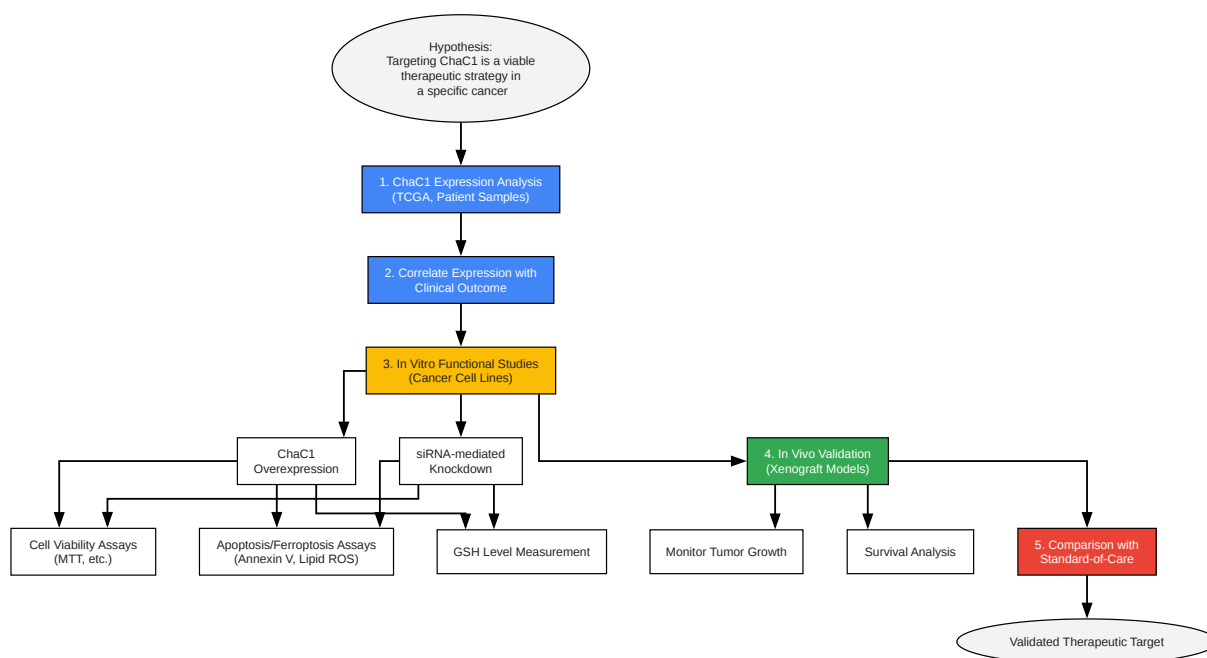 Hypothesis:
Targeting ChaC1 is a viable
therapeutic strategy in
a specific cancer
1. ChaC1 Expression Analysis
(TCGA, Patient Samples)
2. Correlate Expression with
Clinical Outcome
3. In Vitro Functional Studies
(Cancer Cell Lines)
ChaC1
Overexpression
siRNA-mediated
Knockdown
4. In Vivo Validation
(Xenograft Models)
Cell Viability Assays
(MTT, etc.)
Apoptosis/Ferroptosis Assays
(Annexin V, Lipid ROS)
GSH Level Measurement
Monitor Tumor Growth
Survival Analysis
5. Comparison with
Standard-of-Care
Validated Therapeutic Target